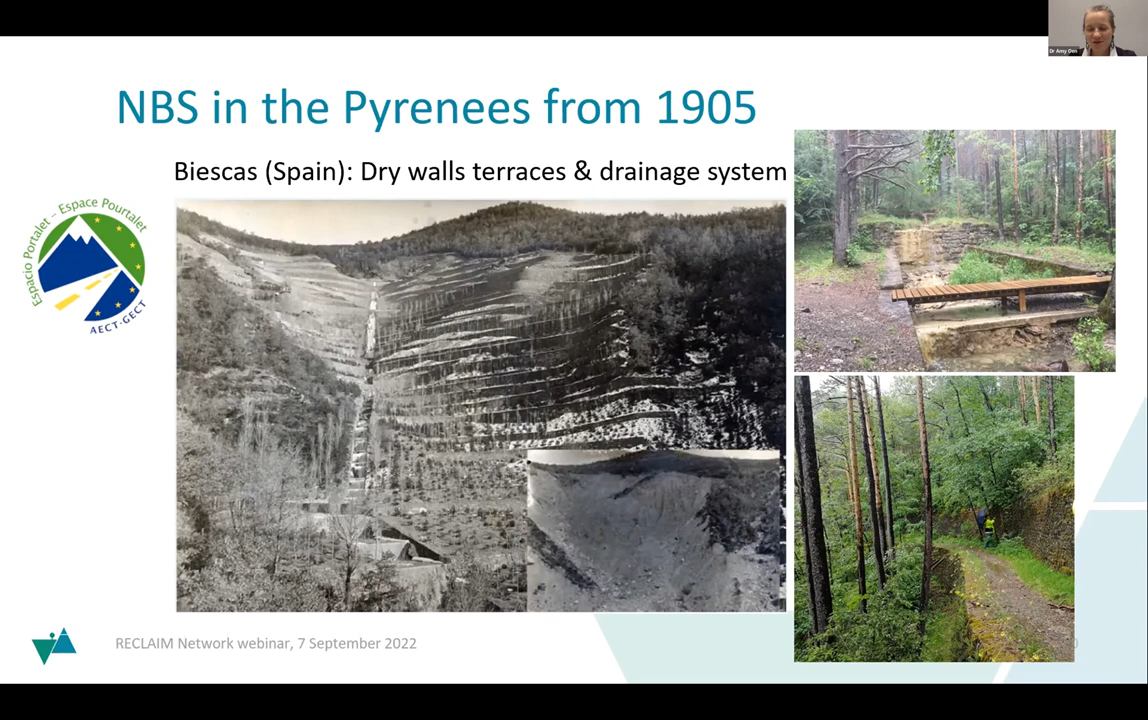 Dr Amy Oen
NBS in the Pyrenees from 1905
Biescas (Spain): Dry walls terraces & drainage system
Espacio Portalet – Espace Pourtalet
AECT-GECT
RECLAIM Network webinar, 7 September 2022